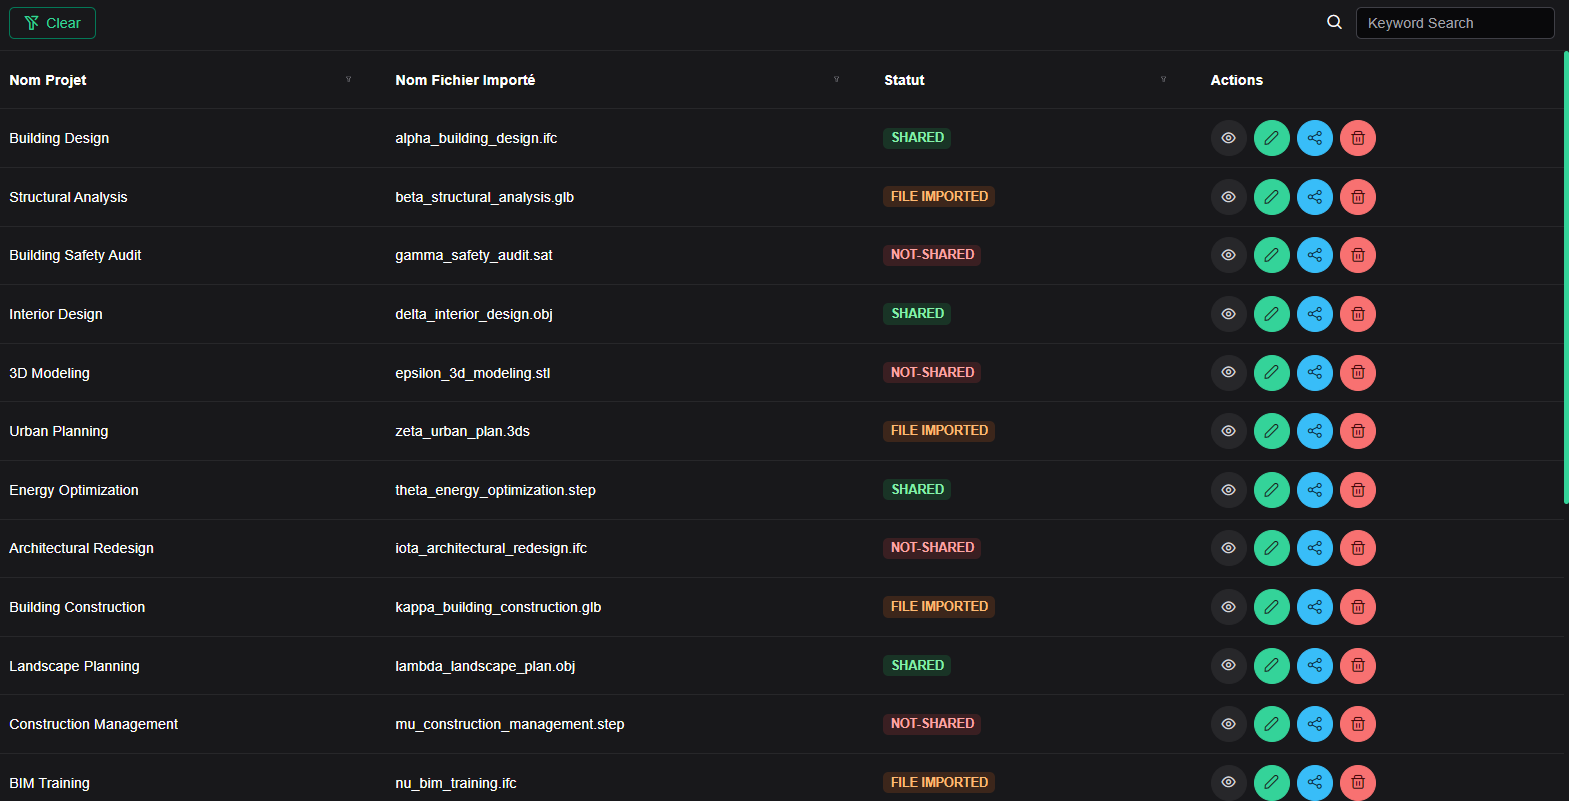 Clear
Keyword Search
Nom Projet Nom Fichier Importé Statut Actions
Building Design alpha_building_design.ifc SHARED
Structural Analysis beta_structural_analysis.glb FILE IMPORTED
Building Safety Audit gamma_safety_audit.sat NOT-SHARED
Interior Design delta_interior_design.obj SHARED
3D Modeling epsilon_3d_modeling.stl NOT-SHARED
Urban Planning zeta_urban_plan.3ds FILE IMPORTED
Energy Optimization theta_energy_optimization.step SHARED
Architectural Redesign iota_architectural_redesign.ifc NOT-SHARED
Building Construction kappa_building_construction.glb FILE IMPORTED
Landscape Planning lambda_landscape_plan.obj SHARED
Construction Management mu_construction_management.step NOT-SHARED
BIM Training nu_bim_training.ifc FILE IMPORTED